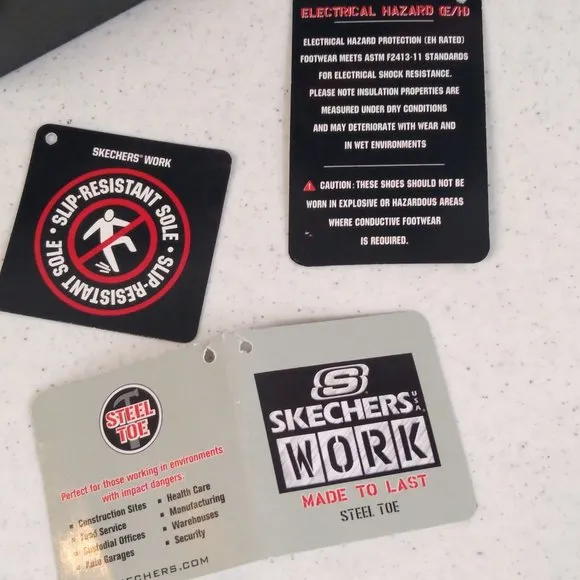 ELECTRICAL HAZARD (E/H)
ELECTRICAL HAZARD PROTECTION (EH RATED)
FOOTWEAR MEETS ASTM F2413-11 STANDARDS
FOR ELECTRICAL SHOCK RESISTANCE.
PLEASE NOTE INSULATION PROPERTIES ARE
MEASURED UNDER DRY CONDITIONS
AND MAY DETERIORATE WITH WEAR AND
IN WET ENVIRONMENTS
CAUTION: THESE SHOES SHOULD NOT BE
WORN IN EXPLOSIVE OR HAZARDOUS AREAS
WHERE CONDUCTIVE FOOTWEAR
IS REQUIRED.
SKECHERS™ WORK
• SLIP-RESISTANT SOLE
• SLIP-RESISTANT SOLE
STEEL
TOE
Perfect for those working in environments
with impact dangers:
• Construction Sites
• Food Service
• Custodial Offices
• Auto Garages
• Health Care
• Manufacturing
• Warehouses
• Security
CHERS.COM
S
SKECHERS USA®
WORK
MADE TO LAST
STEEL TOE